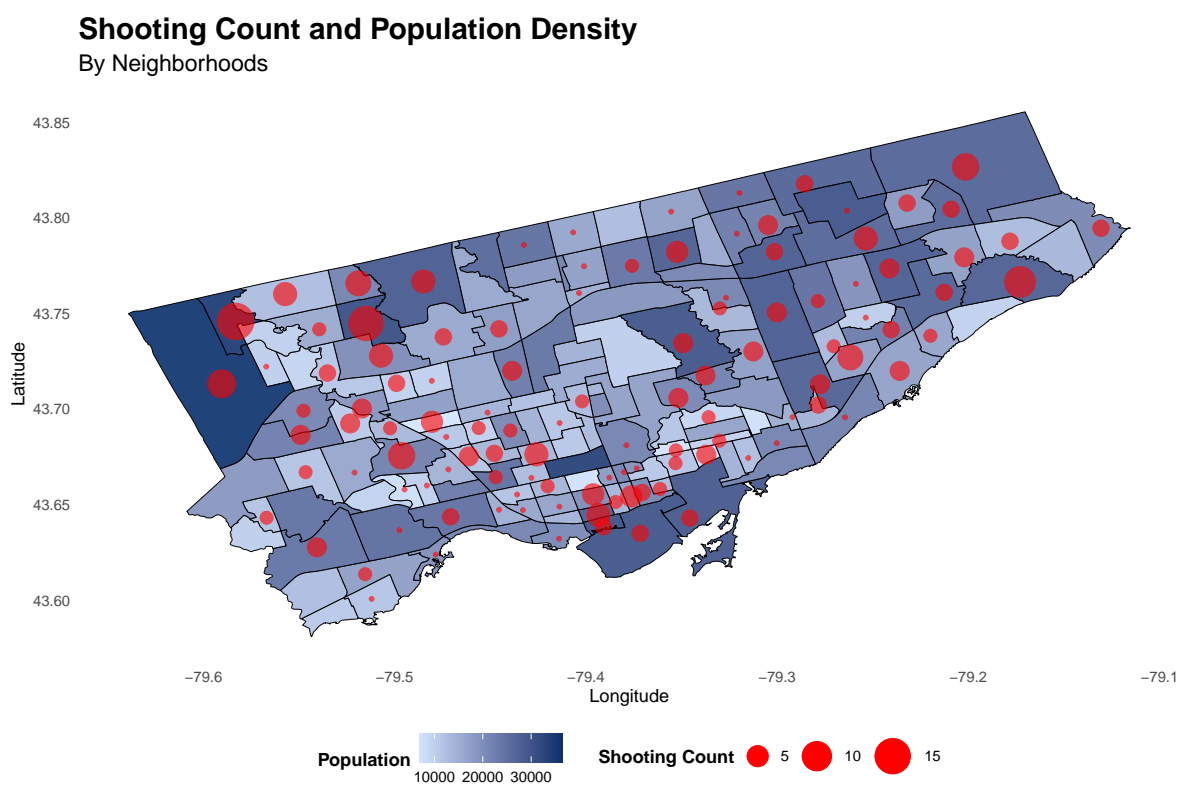 Shooting Count and Population Density
By Neighborhoods
43.85
43.80
43.75
43.70
43.65
43.60
Latitude
−79.6 −79.5 −79.4 −79.3 −79.2 −79.1
Longitude
Population
10000 20000 30000
Shooting Count 5 10 15